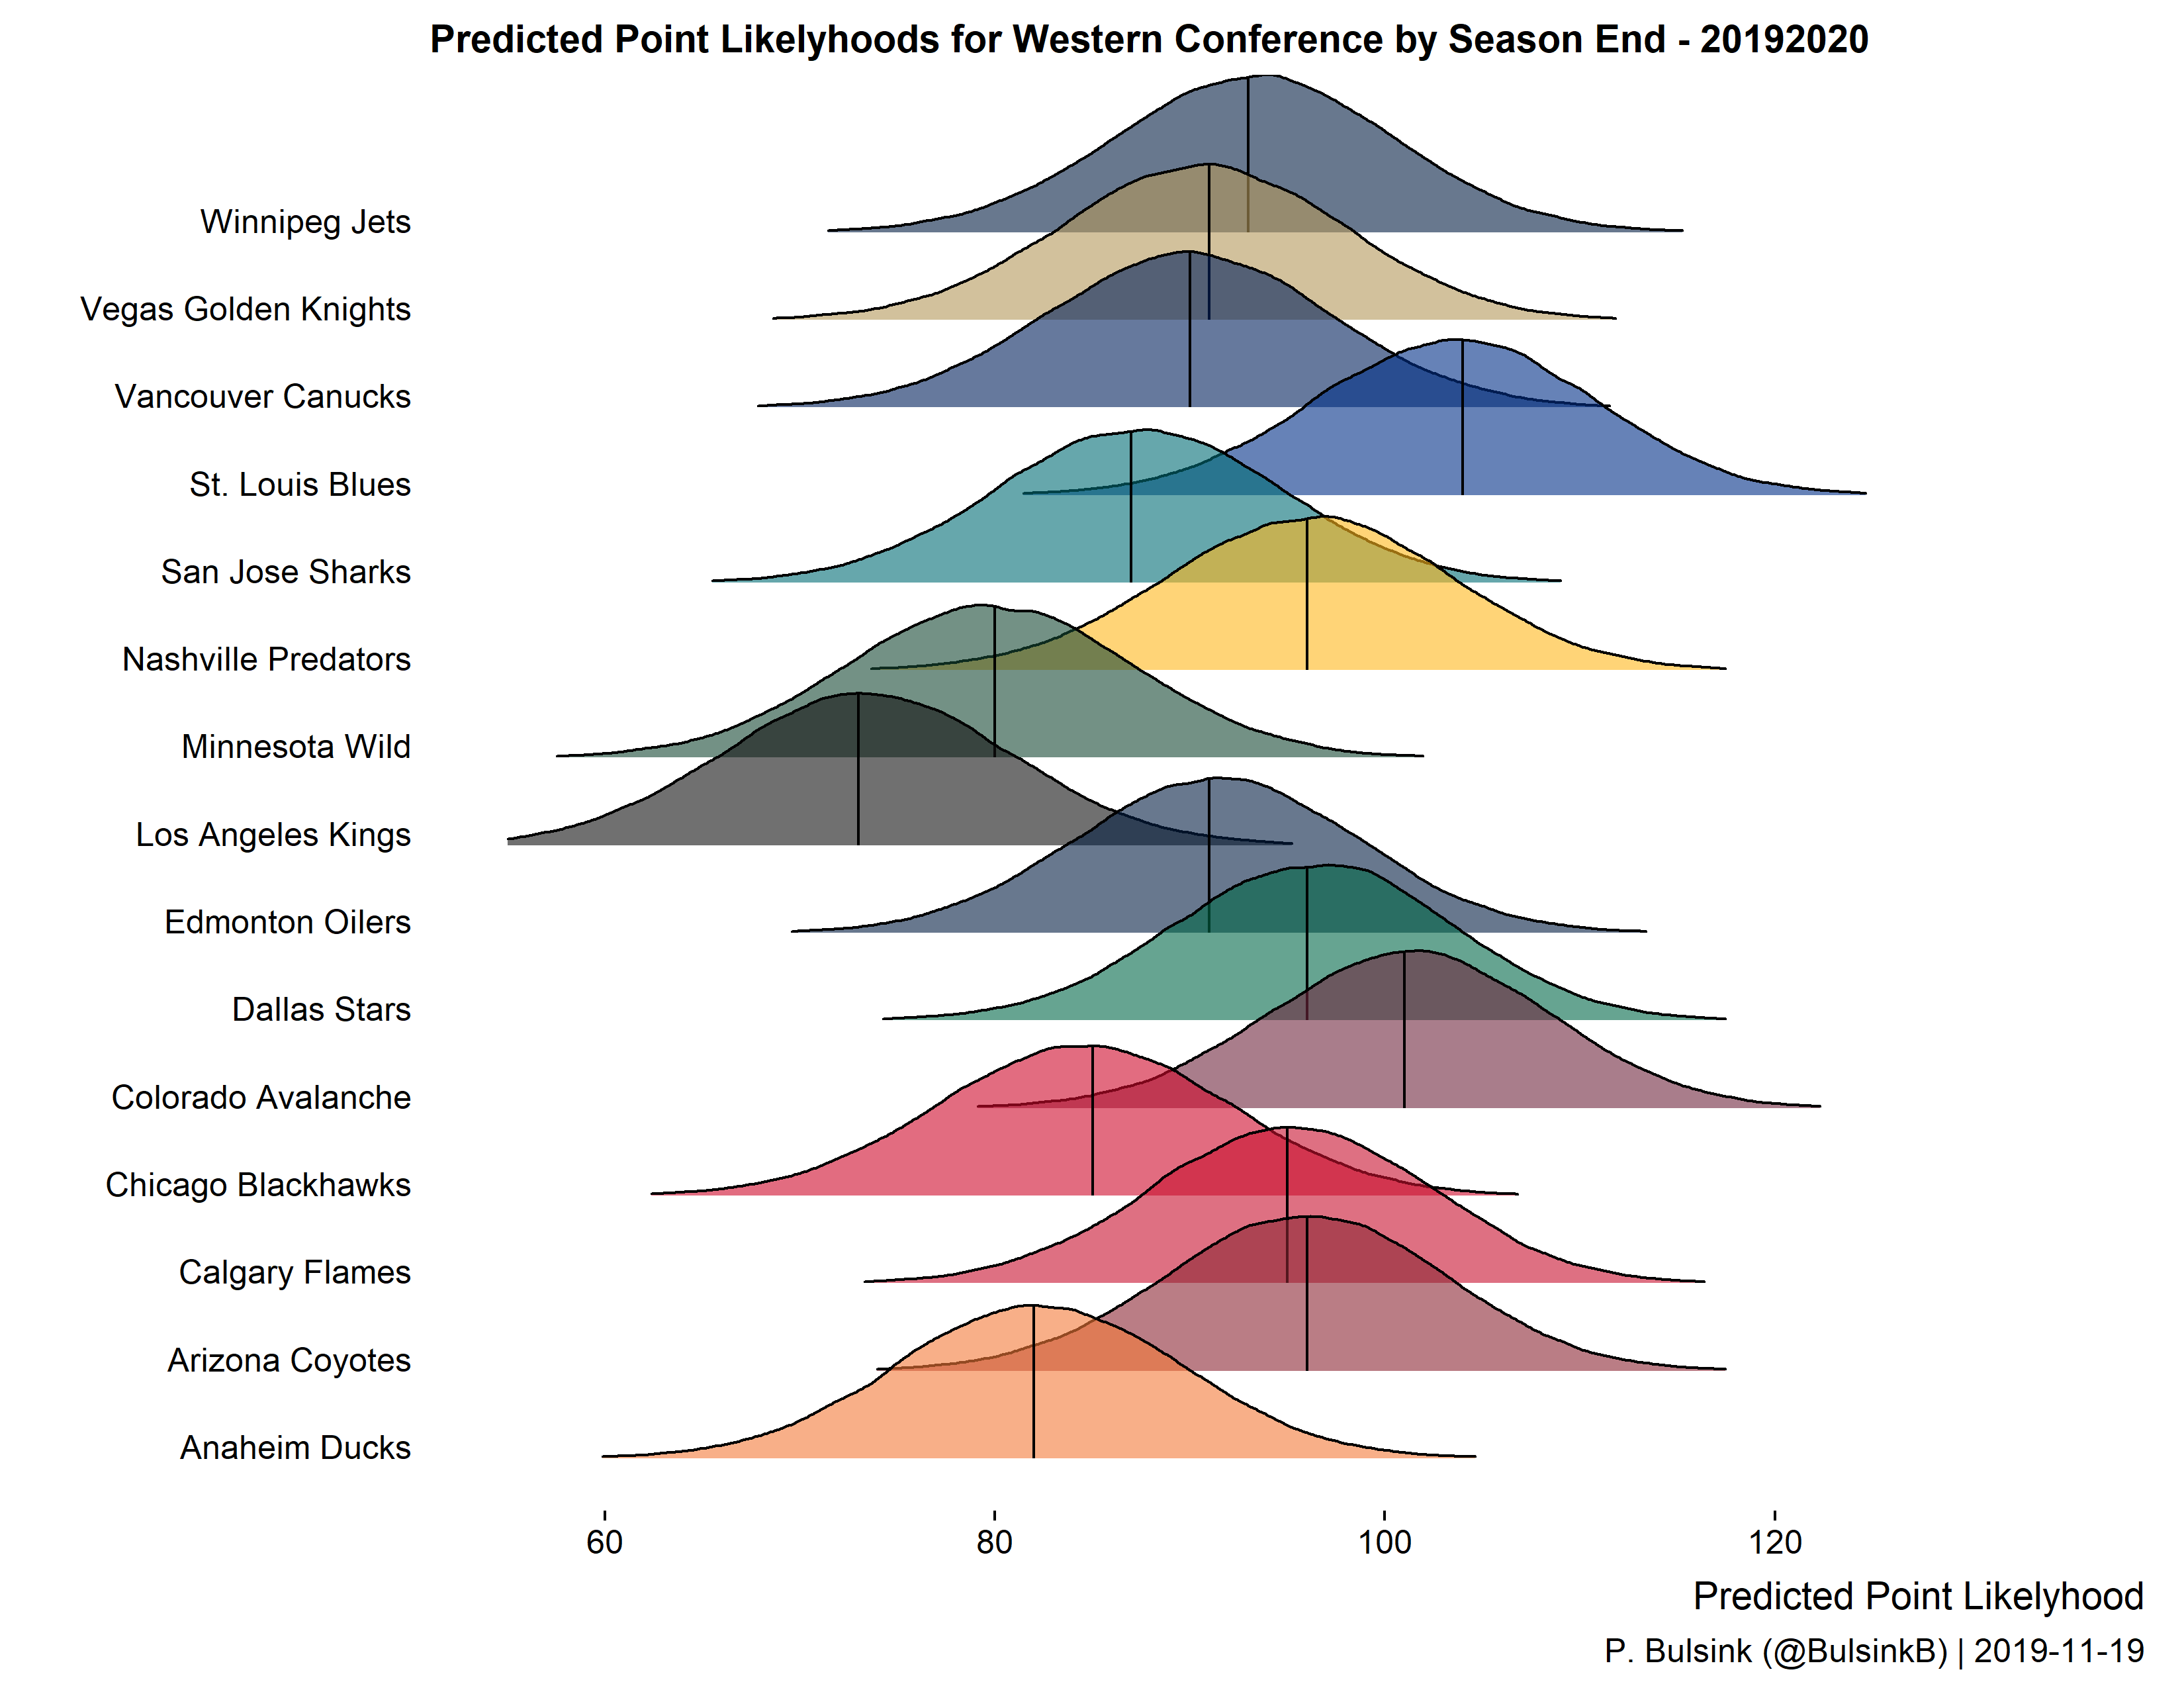 Predicted Point Likelyhoods for Western Conference by Season End - 20192020
Winnipeg Jets
Vegas Golden Knights
Vancouver Canucks
St. Louis Blues
San Jose Sharks
Nashville Predators
Minnesota Wild
Los Angeles Kings
Edmonton Oilers
Dallas Stars
Colorado Avalanche
Chicago Blackhawks
Calgary Flames
Arizona Coyotes
Anaheim Ducks
60 80 100 120
Predicted Point Likelyhood
P. Bulsink (@BulsinkB) | 2019-11-19